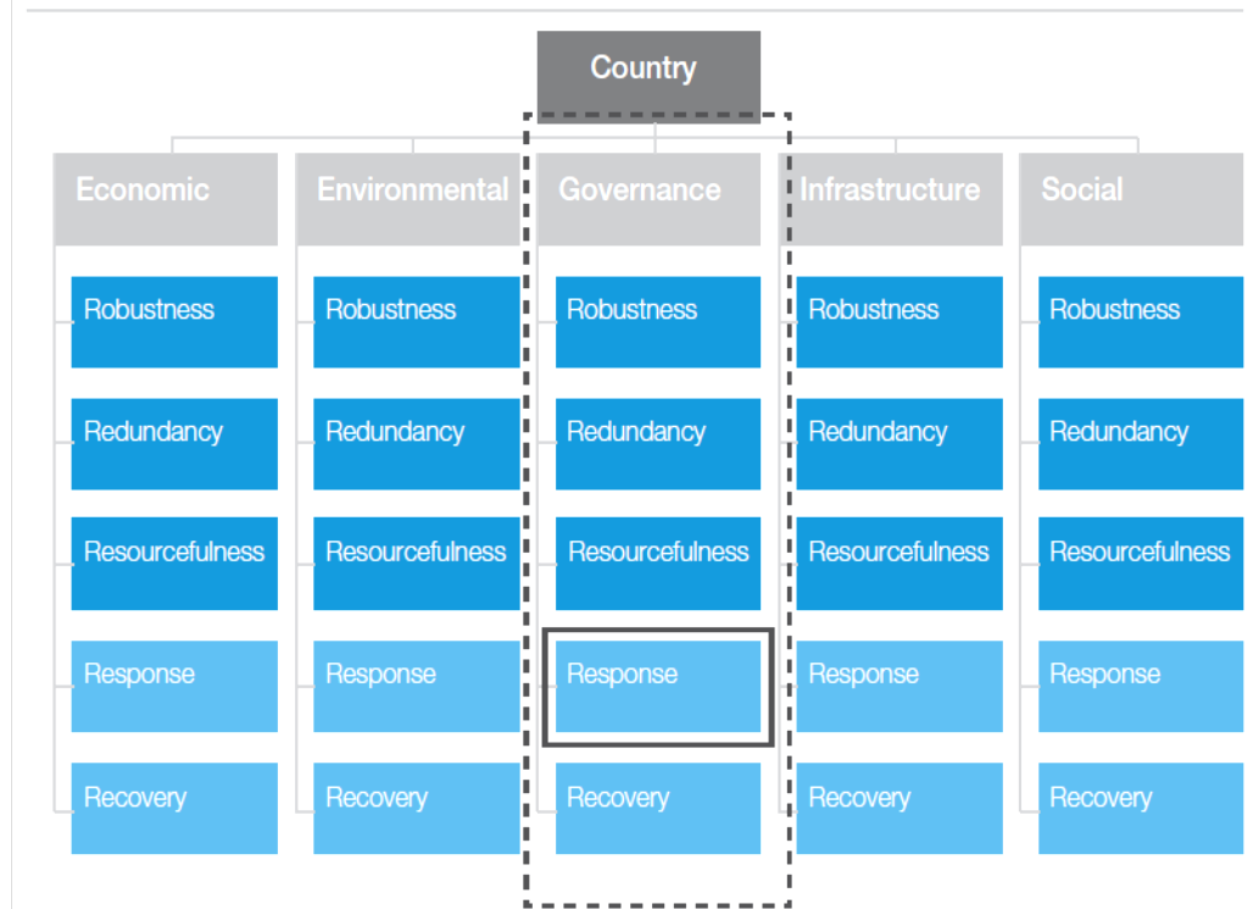 Country
Economic
Environmental
Governance
Infrastructure
Social
Robustness
Robustness
Robustness
Robustness
Robustness
Redundancy
Redundancy
Redundancy
Redundancy
Redundancy
Resourcefulness
Resourcefulness
Resourcefulness
Resourcefulness
Resourcefulness
Response
Response
Response
Response
Response
Recovery
Recovery
Recovery
Recovery
Recovery